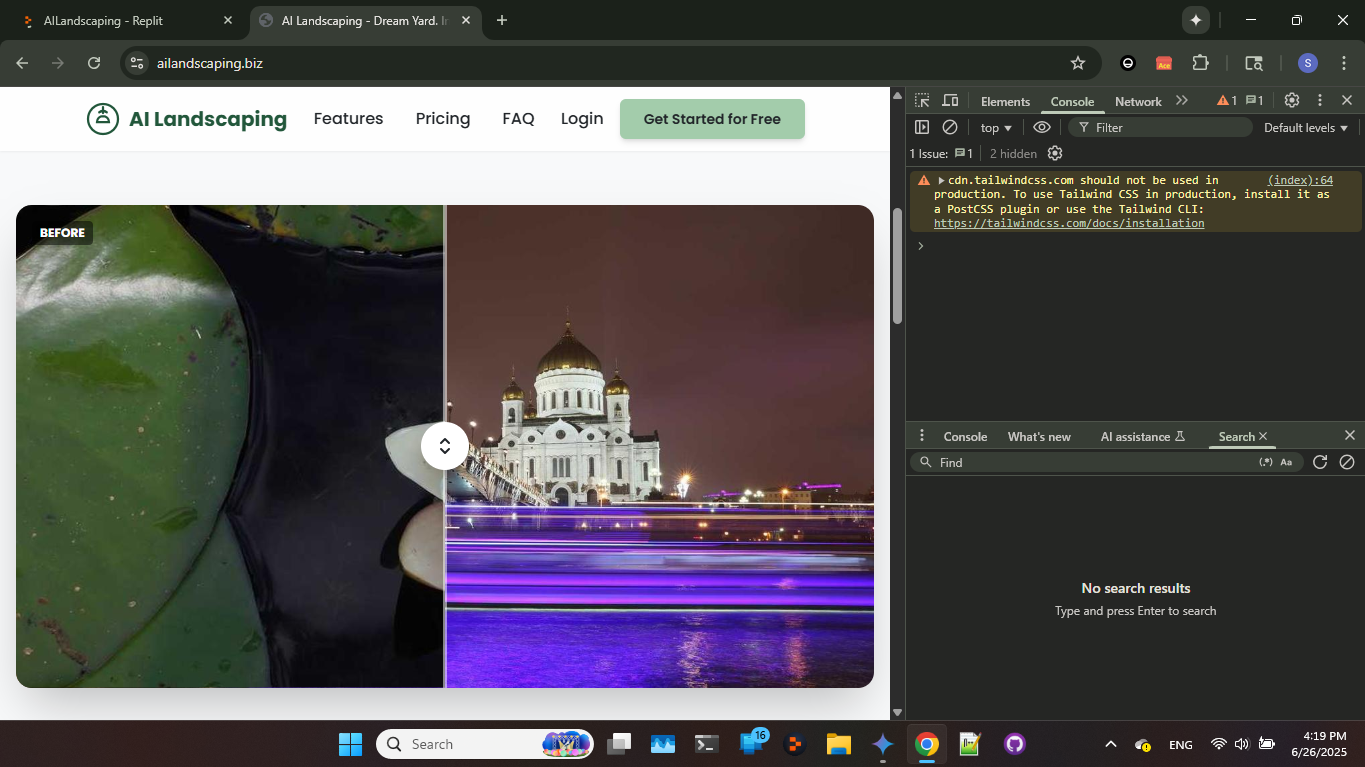 AILandscaping - Replit
AI Landscaping - Dream Yard. In
ailandscaping.biz
Ace
S
AI Landscaping
Features
Pricing
FAQ
Login
Get Started for Free
BEFORE
Elements
Console
Network
1
1
top
Filter
Default levels
1 Issue:
1
2 hidden
cdn.tailwindcss.com should not be used in
(index):64
production. To use Tailwind CSS in production, install it as
a PostCSS plugin or use the Tailwind CLI:
https://tailwindcss.com/docs/installation
Console
What's new
AI assistance
Search
Find
(.*)
Aa
No search results
Type and press Enter to search
Search
16
ENG
4:19 PM
6/26/2025